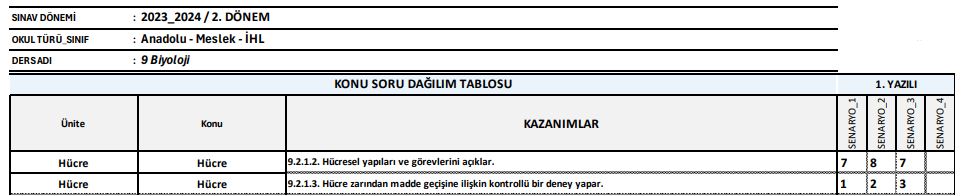 SINAV DÖNEMİ : 2023_2024 / 2. DÖNEM
OKUL TÜRÜ_SINIF : Anadolu - Meslek - İHL
DERSADI : 9 Biyoloji
KONU SORU DAĞILIM TABLOSU 1. YAZILI
Ünite Konu KAZANIMLAR SENARYO_1 SENARYO_2 SENARYO_3 SENARYO_4
Hücre Hücre 9.2.1.2. Hücresel yapıları ve görevlerini açıklar. 7 8 7
Hücre Hücre 9.2.1.3. Hücre zarından madde geçişine ilişkin kontrollü bir deney yapar. 1 2 3